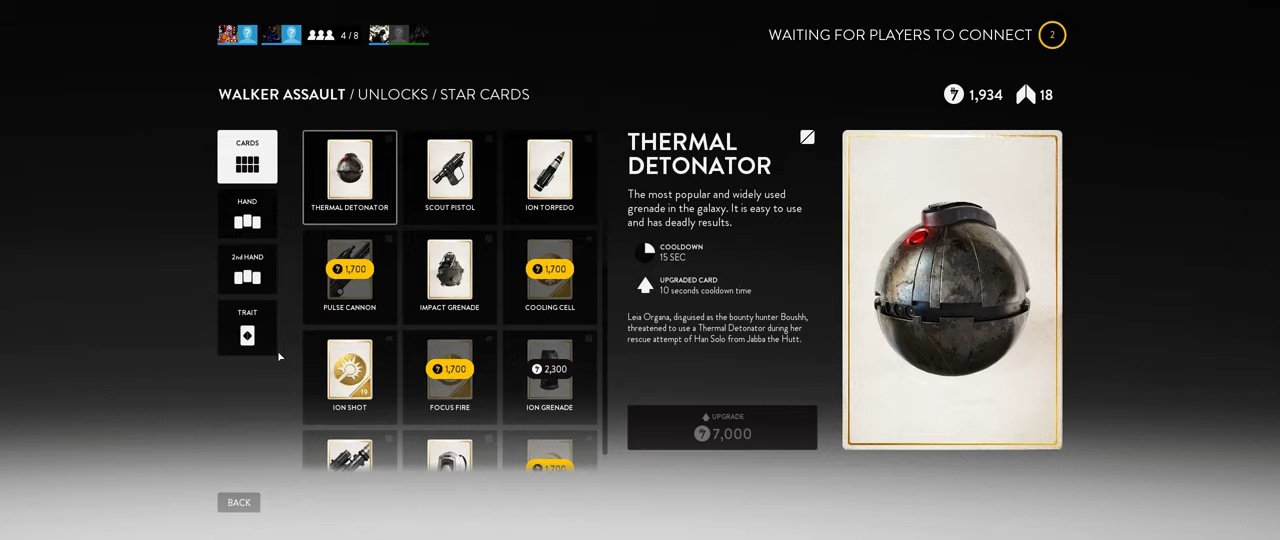 4 / 8
WAITING FOR PLAYERS TO CONNECT
2
WALKER ASSAULT / UNLOCKS / STAR CARDS
1,934
18
CARDS
HAND
2nd HAND
TRAIT
THERMAL DETONATOR
SCOUT PISTOL
ION TORPEDO
1,700
PULSE CANNON
IMPACT GRENADE
1,700
COOLING CELL
19
ION SHOT
1,700
FOCUS FIRE
2,300
ION GRENADE
1,700
THERMAL
DETONATOR
The most popular and widely used
grenade in the galaxy. It is easy to use
and has deadly results.
COOLDOWN
15 SEC
UPGRADED CARD
10 seconds cooldown time
Leia Organa, disguised as the bounty hunter Boushh,
threatened to use a Thermal Detonator during her
rescue attempt of Han Solo from Jabba the Hutt.
UPGRADE
7,000
BACK